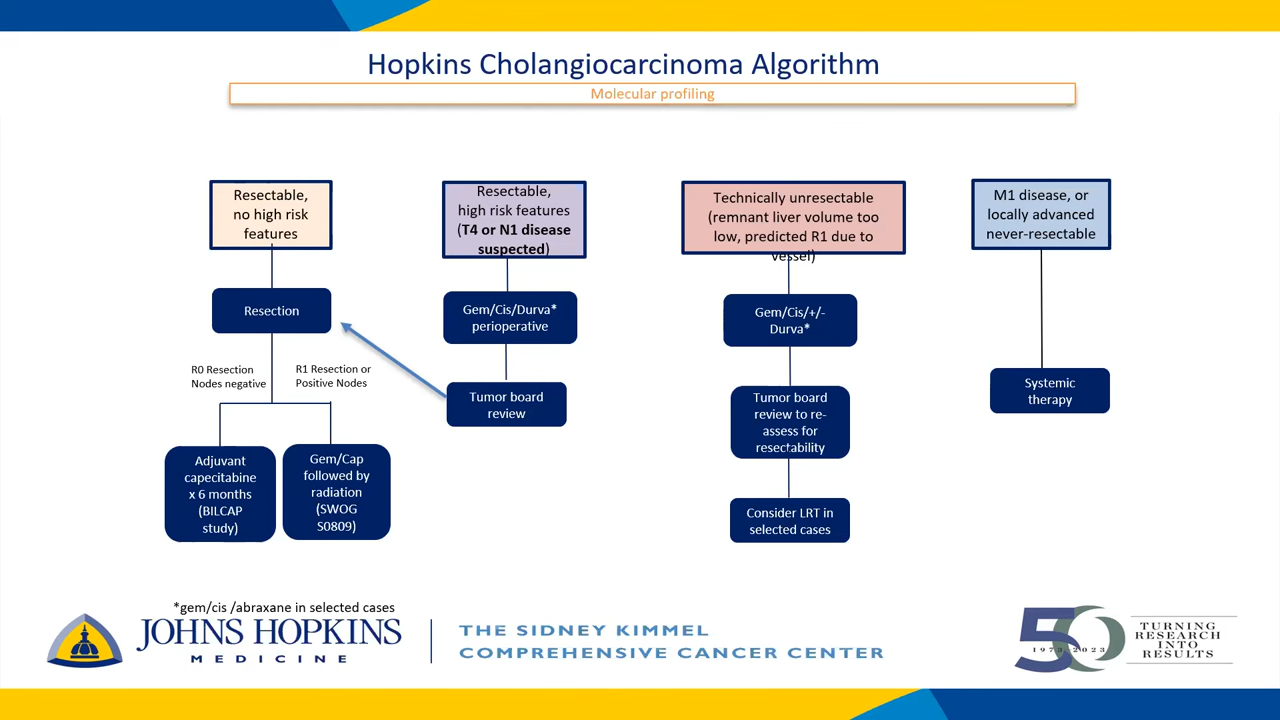 Hopkins Cholangiocarcinoma Algorithm
Molecular profiling
Resectable,
no high risk
features
Resection
R0 Resection
Nodes negative
R1 Resection or
Positive Nodes
Adjuvant
capecitabine
x 6 months
(BILCAP
study)
Gem/Cap
followed by
radiation
(SWOG
S0809)
Resectable,
high risk features
(T4 or N1 disease
suspected)
Gem/Cis/Durva*
perioperative
Tumor board
review
Technically unresectable
(remnant liver volume too
low, predicted R1 due to
vessel)
Gem/Cis/+/-
Durva*
Tumor board
review to re-
assess for
resectability
Consider LRT in
selected cases
M1 disease, or
locally advanced
never-resectable
Systemic
therapy
*gem/cis /abraxane in selected cases
JOHNS HOPKINS
MEDICINE
THE SIDNEY KIMMEL
COMPREHENSIVE CANCER CENTER
50
1973-2023
TURNING
RESEARCH
INTO
RESULTS